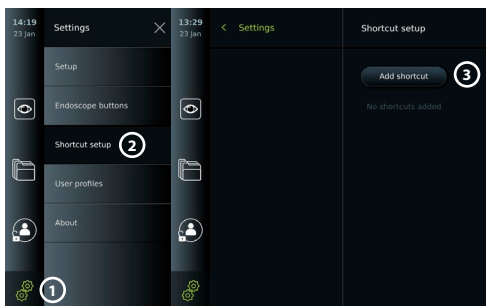 14:19
23 Jan
Settings
Setup
Endoscope buttons
Shortcut setup
2
User profiles
About
1
13:29
23 Jan
< Settings
Shortcut setup
Add shortcut
3
No shortcuts added